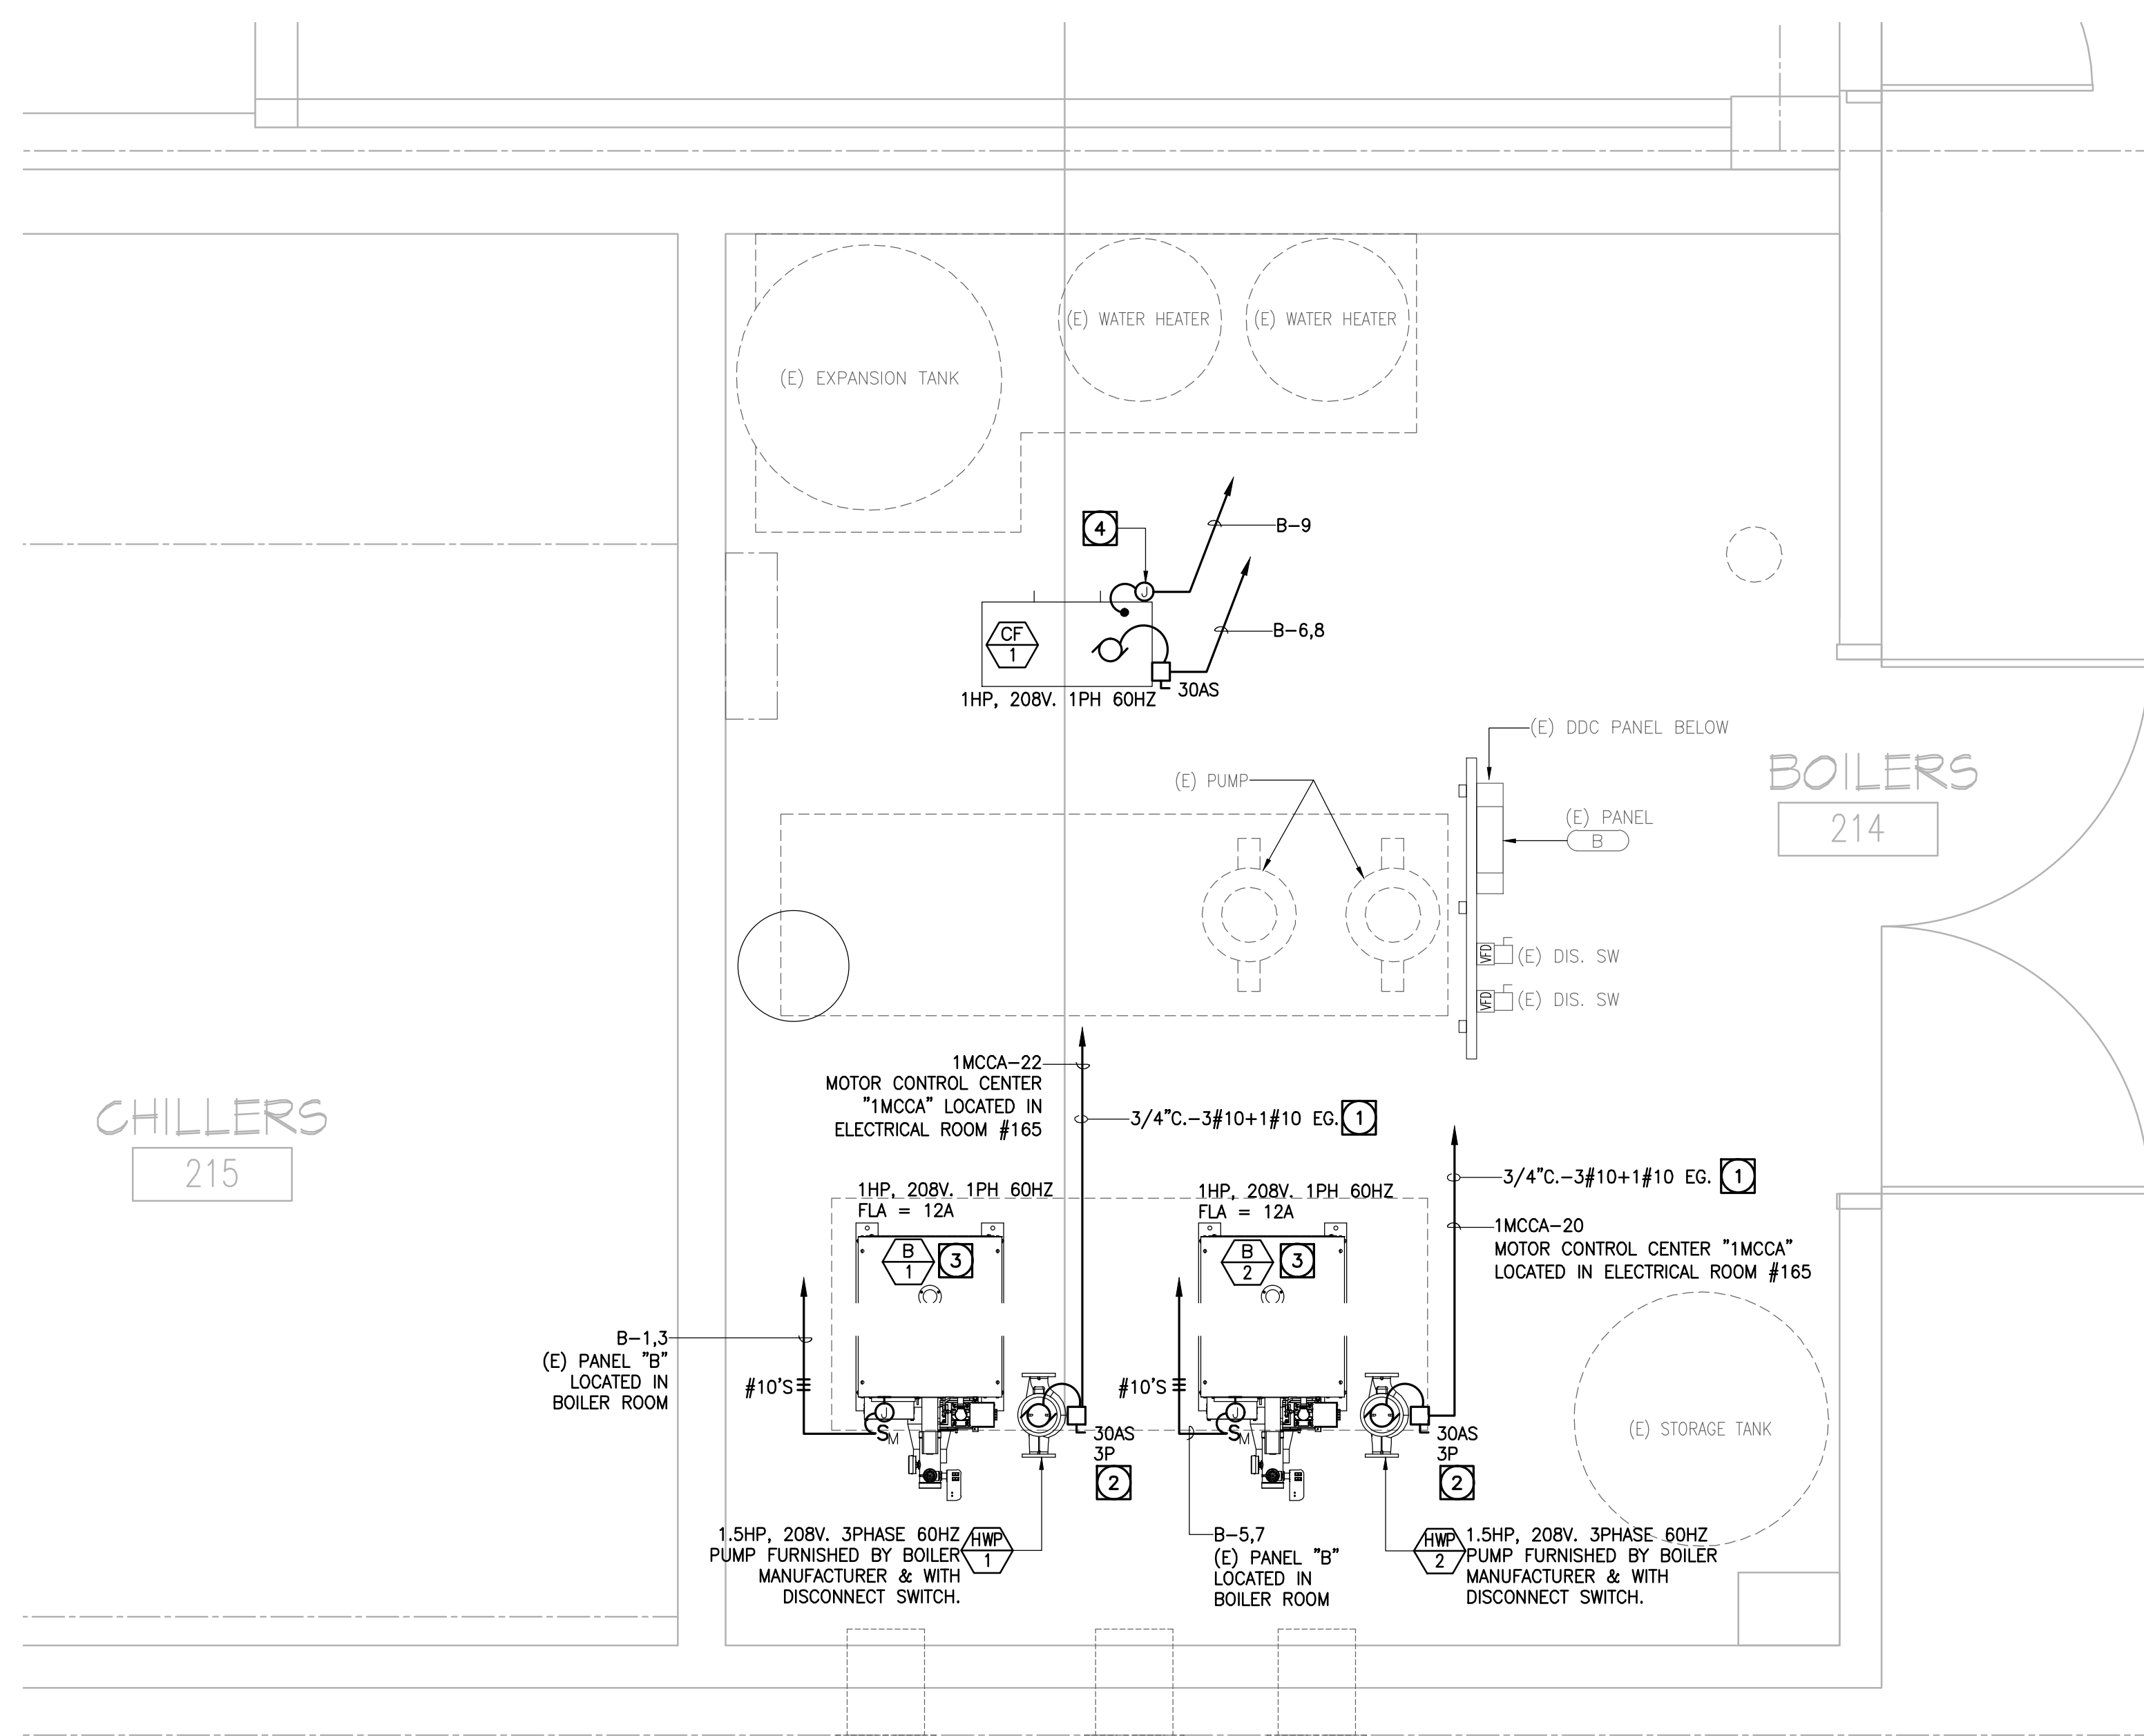 (E) EXPANSION TANK
(E) WATER HEATER
(E) WATER HEATER
4
B-9
J
CF
1
B-6,8
30AS
1HP, 208V. 1PH 60HZ
(E) DDC PANEL BELOW
(E) PUMP
(E) PANEL
B
BOILERS
214
VFD
(E) DIS. SW
VFD
(E) DIS. SW
CHILLERS
215
1MCCA-22
MOTOR CONTROL CENTER
"1MCCA" LOCATED IN
ELECTRICAL ROOM #165
3/4"C.-3#10+1#10 EG.
1
3/4"C.-3#10+1#10 EG.
1
1MCCA-20
MOTOR CONTROL CENTER "1MCCA"
LOCATED IN ELECTRICAL ROOM #165
1HP, 208V. 1PH 60HZ
FLA = 12A
B
1
3
1HP, 208V. 1PH 60HZ
FLA = 12A
B
2
3
B-1,3
(E) PANEL "B"
LOCATED IN
BOILER ROOM
#10'S
J
SM
30AS
3P
2
#10'S
J
SM
30AS
3P
2
(E) STORAGE TANK
1.5HP, 208V. 3PHASE 60HZ
PUMP FURNISHED BY BOILER
MANUFACTURER & WITH
DISCONNECT SWITCH.
HWP
1
B-5,7
(E) PANEL "B"
LOCATED IN
BOILER ROOM
HWP
2
1.5HP, 208V. 3PHASE 60HZ
PUMP FURNISHED BY BOILER
MANUFACTURER & WITH
DISCONNECT SWITCH.